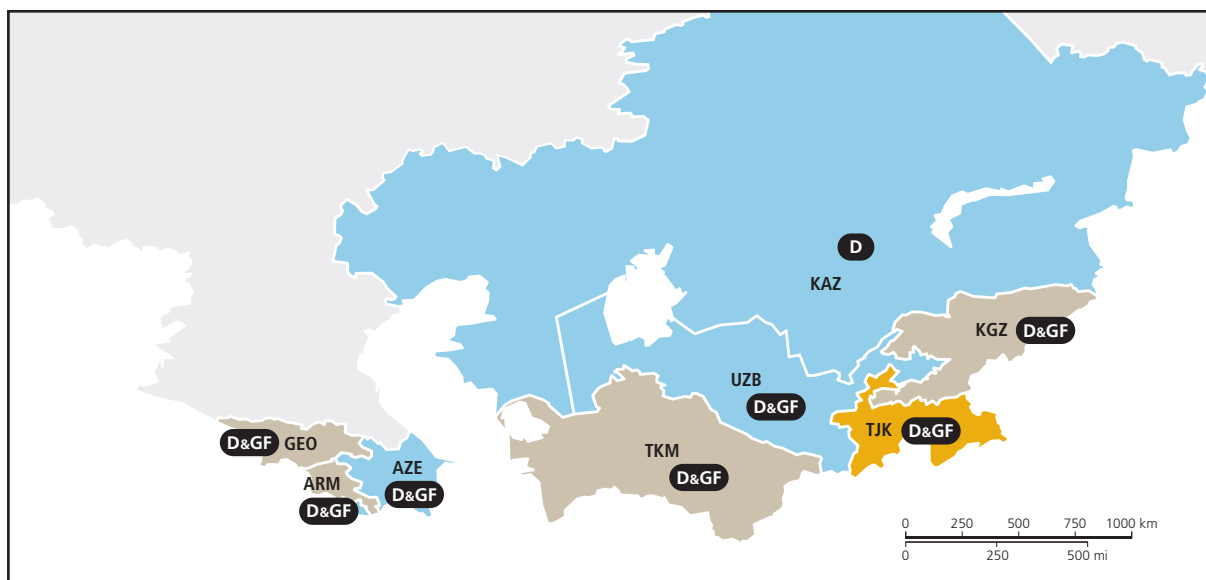 D
KAZ
KGZ D&GF
UZB
D&GF
TJK D&GF
D&GF GEO
TKM
D&GF
AZE
D&GF
ARM
D&GF
0 250 500 750 1000 km
0 250 500 mi